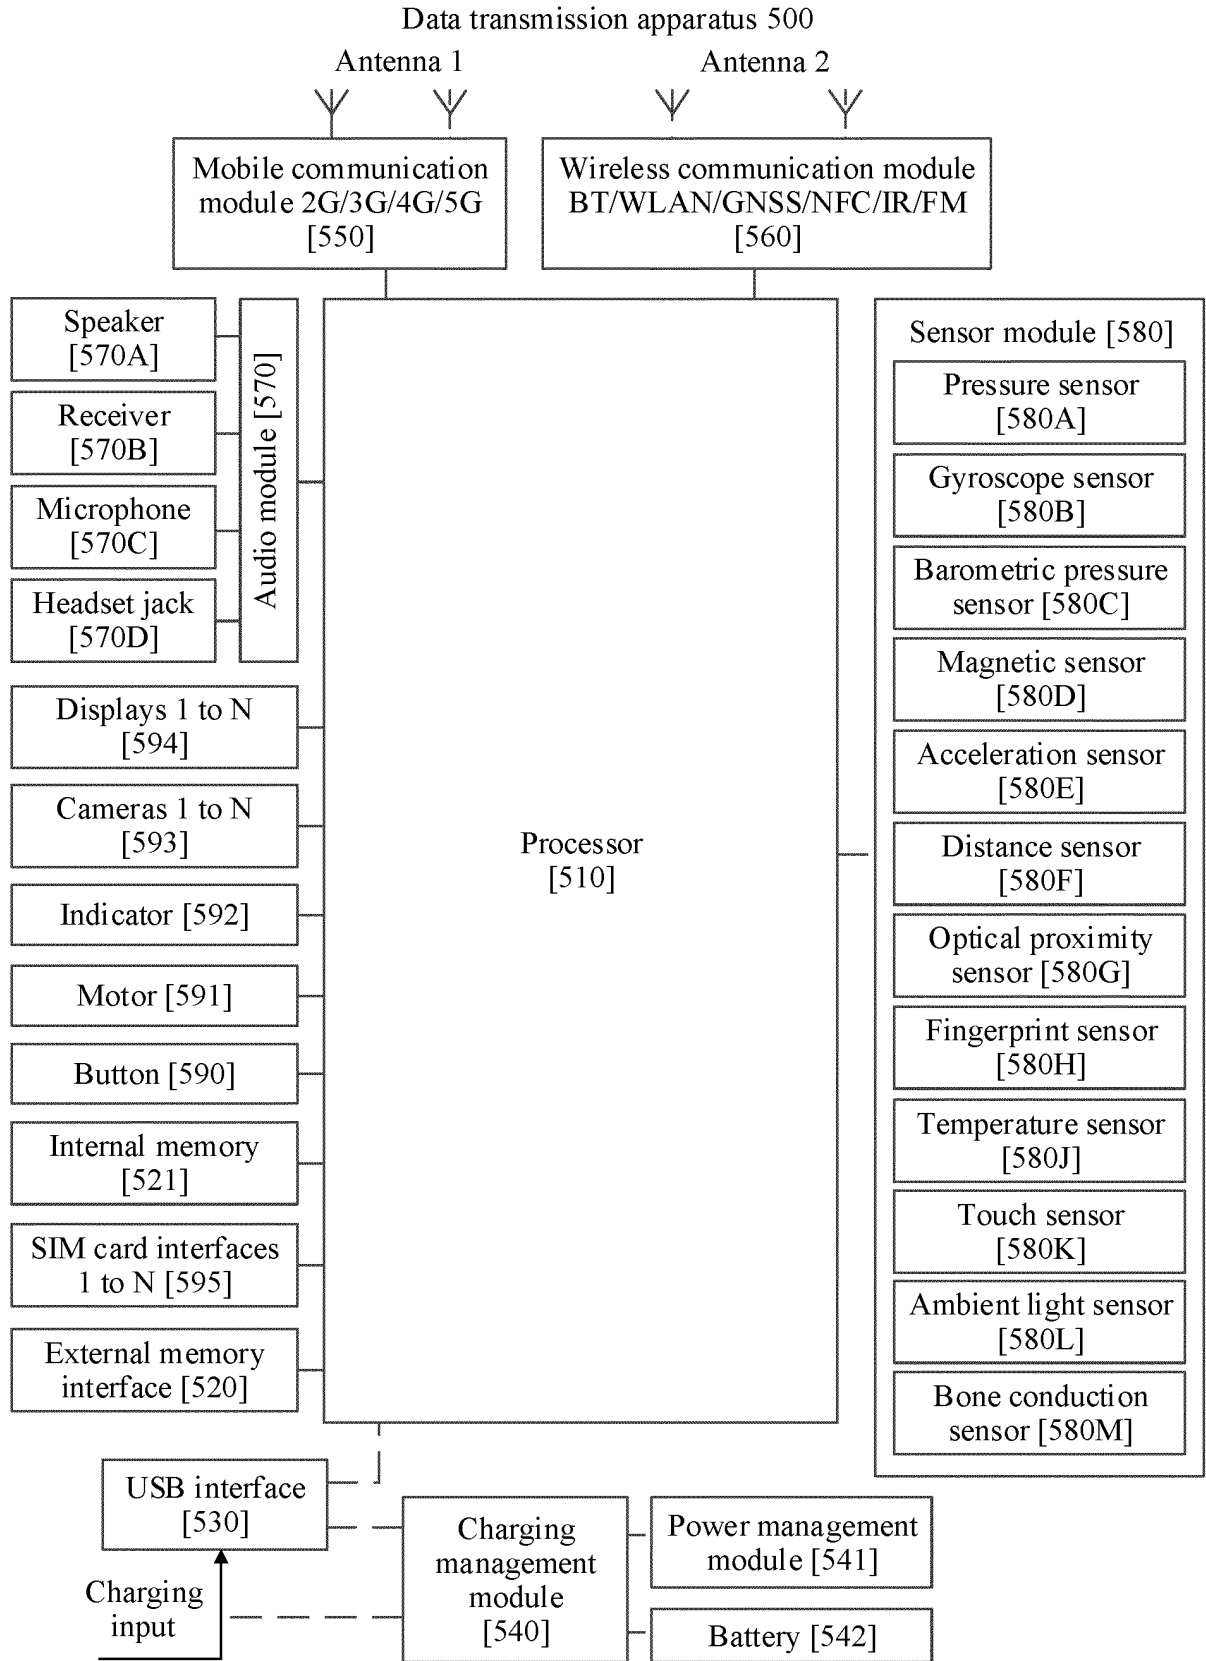 Data transmission apparatus 500
Antenna 1
Antenna 2
Mobile communication
module 2G/3G/4G/5G
[550]
Wireless communication module
BT/WLAN/GNSS/NFC/IR/FM
[560]
Speaker
[570A]
Receiver
[570B]
Microphone
[570C]
Headset jack
[570D]
Audio module [570]
Displays 1 to N
[594]
Cameras 1 to N
[593]
Indicator [592]
Motor [591]
Button [590]
Internal memory
[521]
SIM card interfaces
1 to N [595]
External memory
interface [520]
Processor
[510]
Sensor module [580]
Pressure sensor
[580A]
Gyroscope sensor
[580B]
Barometric pressure
sensor [580C]
Magnetic sensor
[580D]
Acceleration sensor
[580E]
Distance sensor
[580F]
Optical proximity
sensor [580G]
Fingerprint sensor
[580H]
Temperature sensor
[580J]
Touch sensor
[580K]
Ambient light sensor
[580L]
Bone conduction
sensor [580M]
USB interface
[530]
Charging
input
Charging
management
module
[540]
Power management
module [541]
Battery [542]